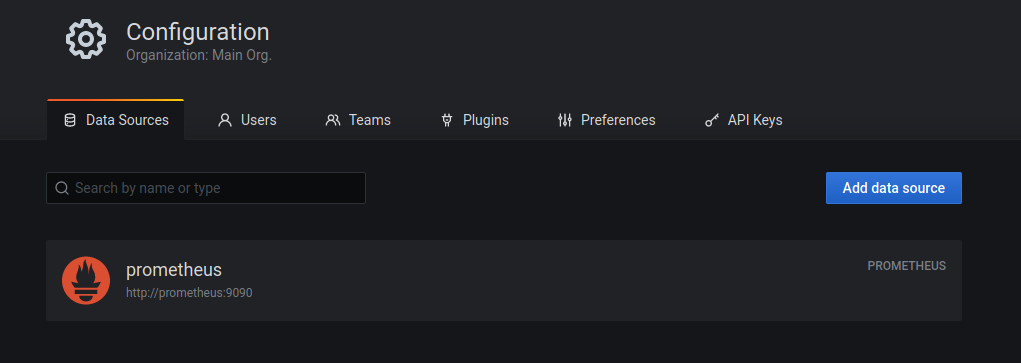 Configuration
Organization: Main Org.
Data Sources Users Teams Plugins Preferences API Keys
Search by name or type Add data source
prometheus PROMETHEUS
http://prometheus:9090